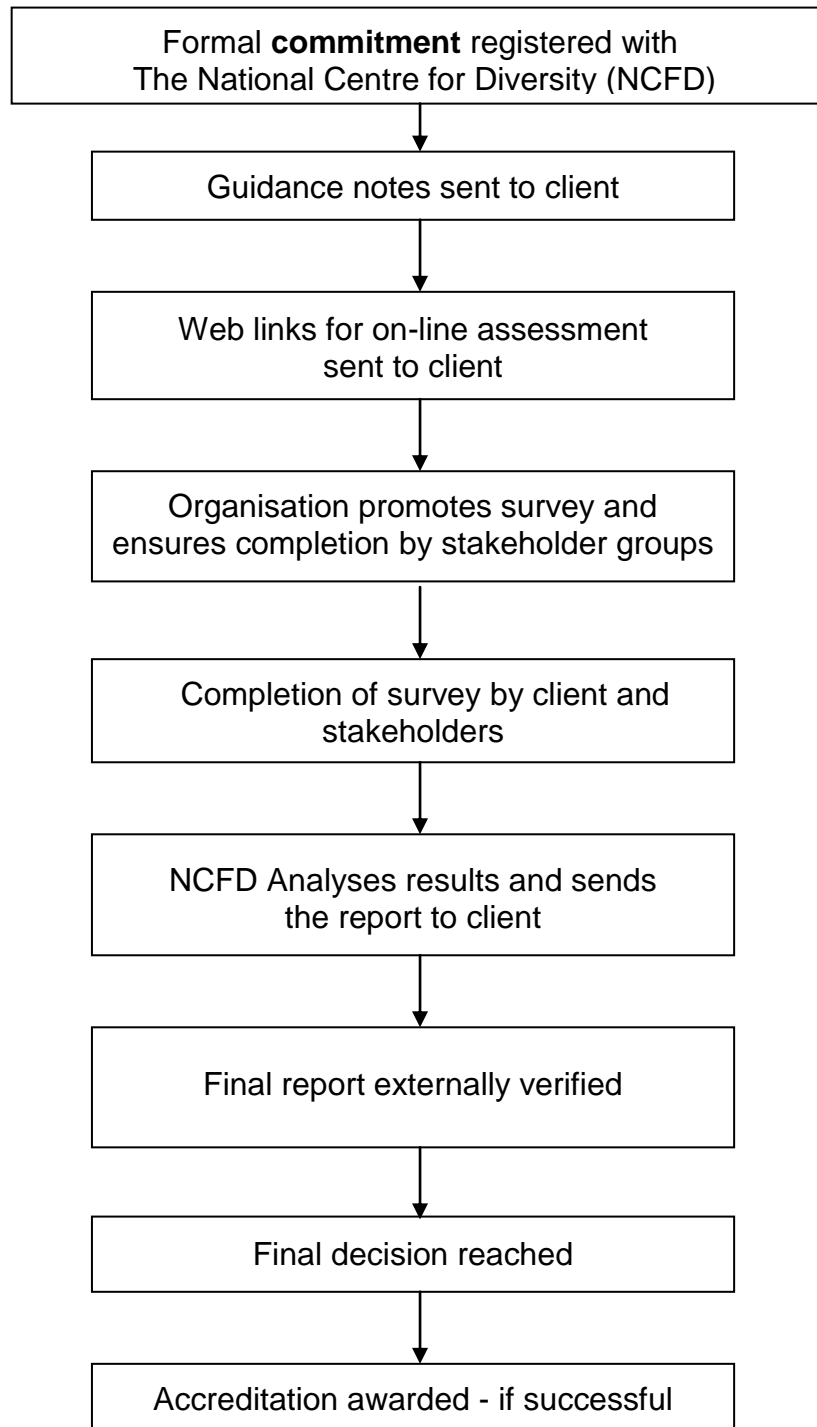 Formal commitment registered with
The National Centre for Diversity (NCFD)
Guidance notes sent to client
Web links for on-line assessment
sent to client
Organisation promotes survey and
ensures completion by stakeholder groups
Completion of survey by client and
stakeholders
NCFD Analyses results and sends
the report to client
Final report externally verified
Final decision reached
Accreditation awarded - if successful